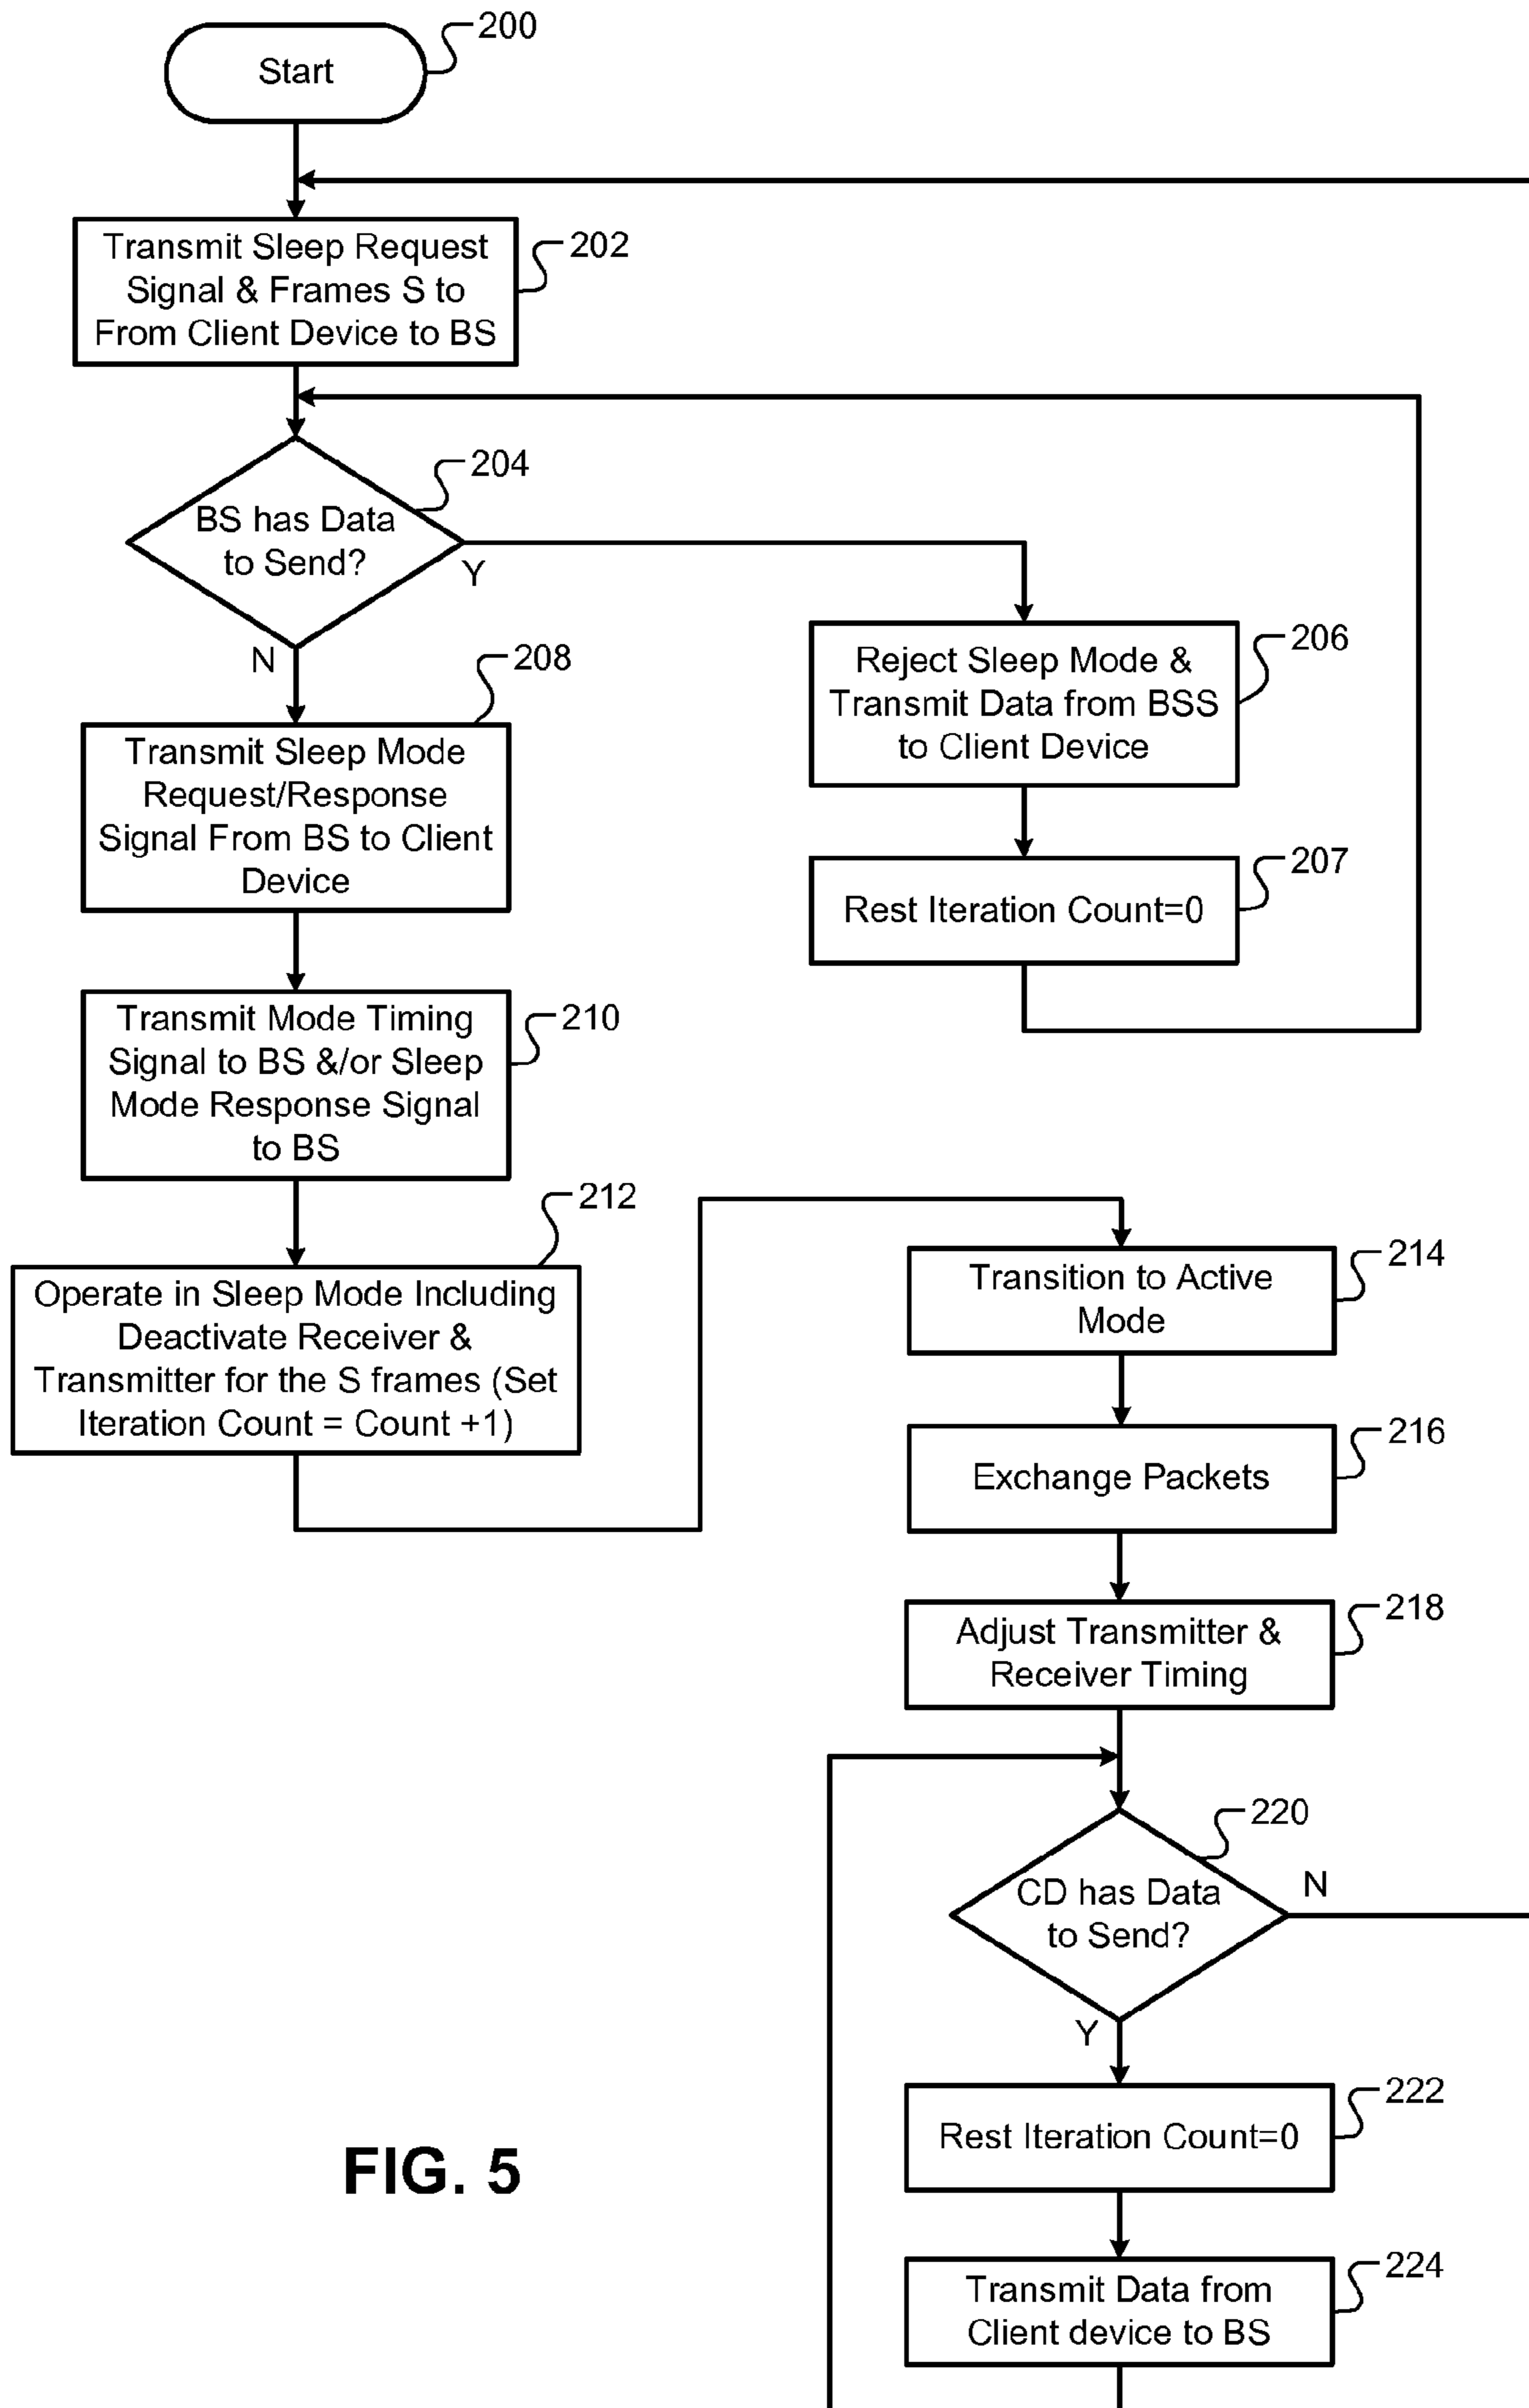 Start
200
Transmit Sleep Request
Signal & Frames S to
From Client Device to BS
202
BS has Data
to Send?
204
Y
N
Reject Sleep Mode &
Transmit Data from BSS
to Client Device
206
Rest Iteration Count=0
207
Transmit Sleep Mode
Request/Response
Signal From BS to Client
Device
208
Transmit Mode Timing
Signal to BS &/or Sleep
Mode Response Signal
to BS
210
Operate in Sleep Mode Including
Deactivate Receiver &
Transmitter for the S frames (Set
Iteration Count = Count +1)
212
Transition to Active
Mode
214
Exchange Packets
216
Adjust Transmitter &
Receiver Timing
218
CD has Data
to Send?
220
N
Y
Rest Iteration Count=0
222
Transmit Data from
Client device to BS
224
FIG. 5